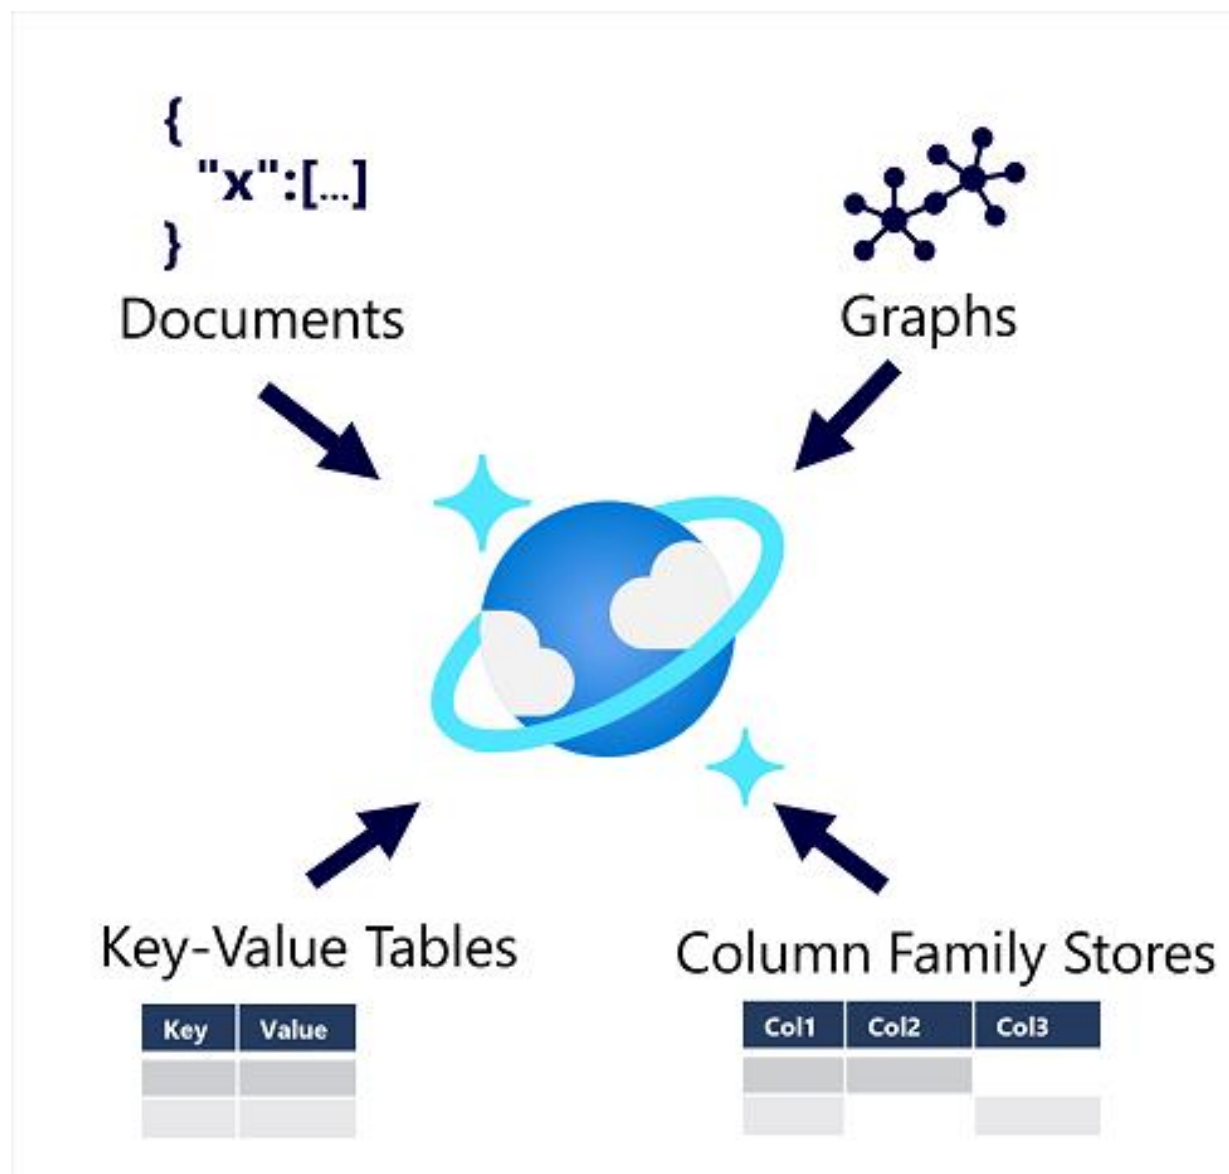 {
"x":[...]
}
Documents
Graphs
Key-Value Tables
Column Family Stores
Key Value
Col1 Col2 Col3